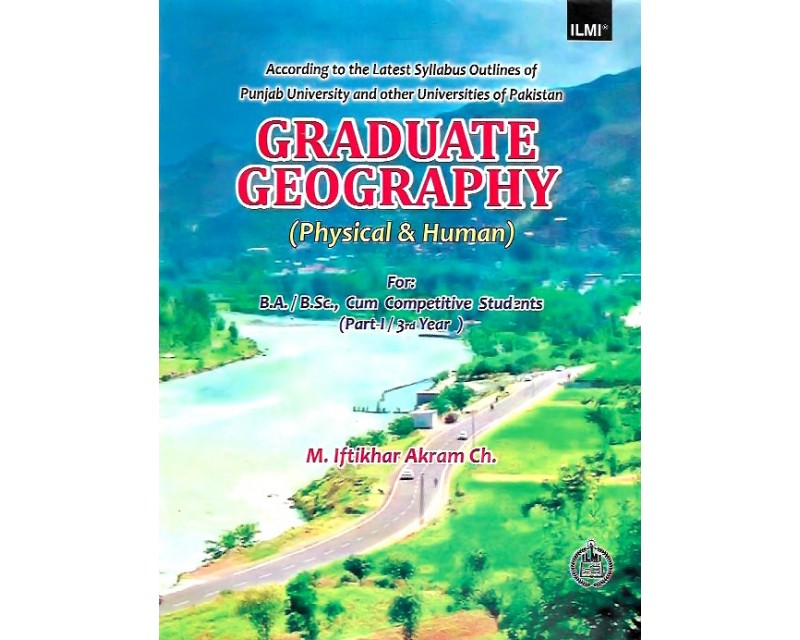 ILMI®
According to the Latest Syllabus Outlines of
Punjab University and other Universities of Pakistan
GRADUATE
GEOGRAPHY
(Physical & Human)
For:
B.A. / B.Sc., Cum Competitive Students
(Part-I / 3rd Year )
M. Iftikhar Akram Ch.
ILMI